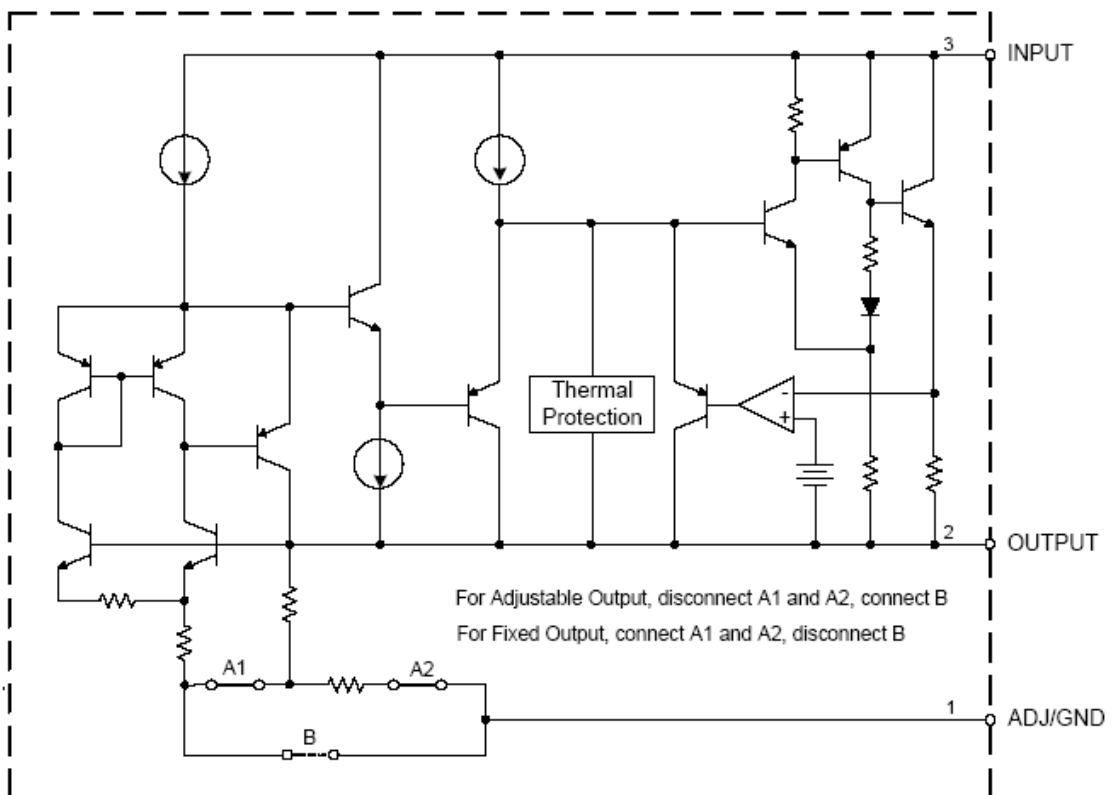 3 INPUT
Thermal
Protection
-
+
2 OUTPUT
For Adjustable Output, disconnect A1 and A2, connect B
For Fixed Output, connect A1 and A2, disconnect B
A1 A2
1 ADJ/GND
B